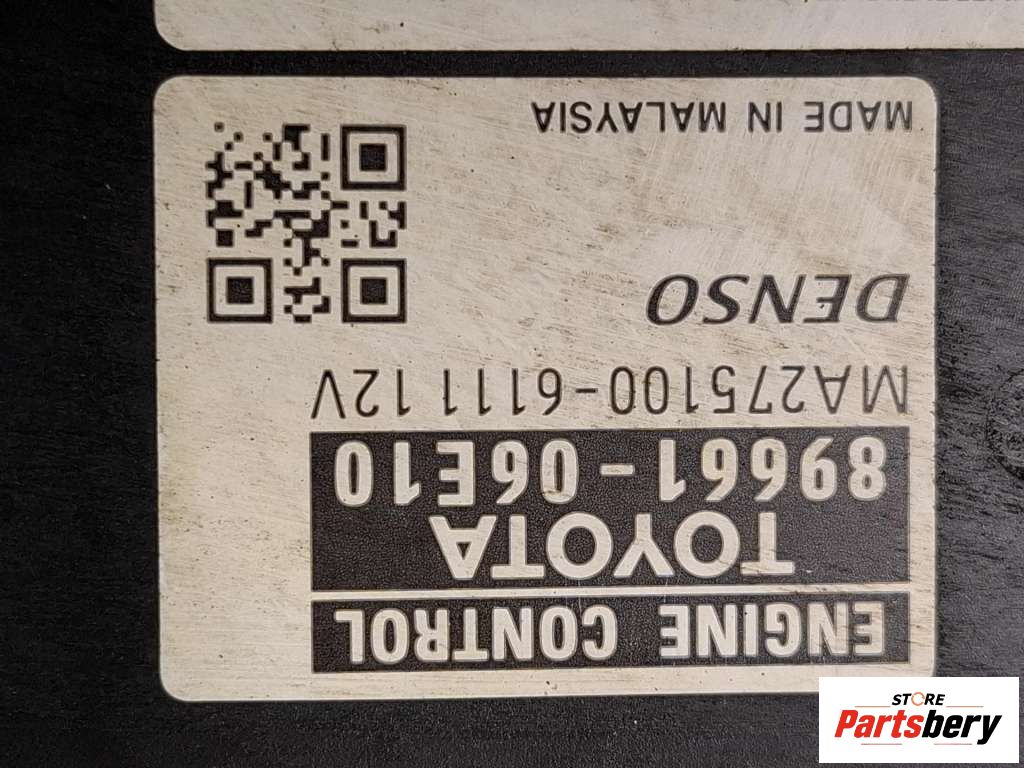 ENGINE CONTROL
TOYOTA
89661-06E10
MA275100-6111 12V
DENSO
MADE IN MALAYSIA
STORE
Partsbery